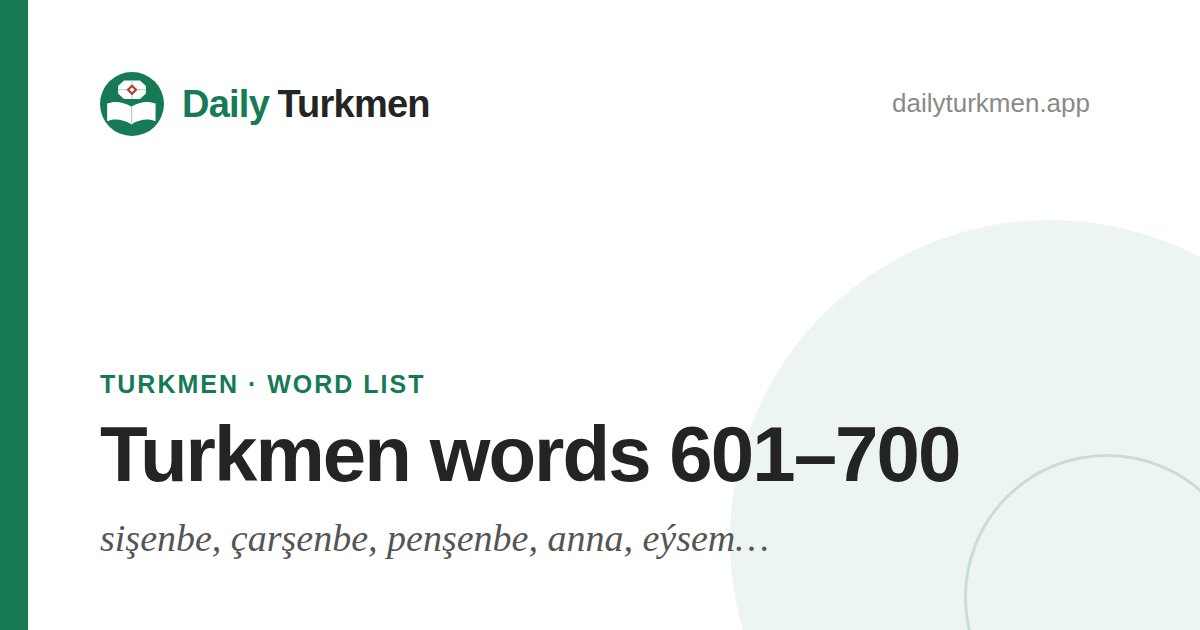 Daily Turkmen
dailyturkmen.app
TURKMEN · WORD LIST
Turkmen words 601–700
sişenbe, çarşenbe, penşenbe, anna, eýsem…